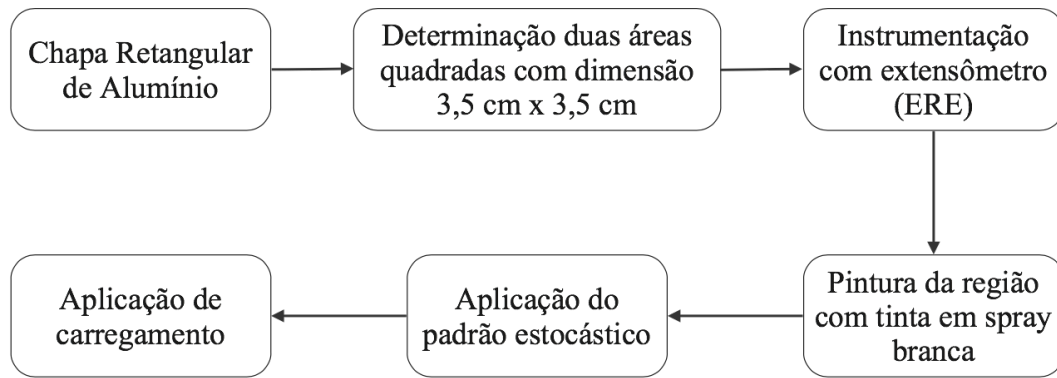 Chapa Retangular
de Alumínio
Determinação duas áreas
quadradas com dimensão
3,5 cm x 3,5 cm
Instrumentação
com extensômetro
(ERE)
Pintura da região
com tinta em spray
branca
Aplicação do
padrão estocástico
Aplicação de
carregamento